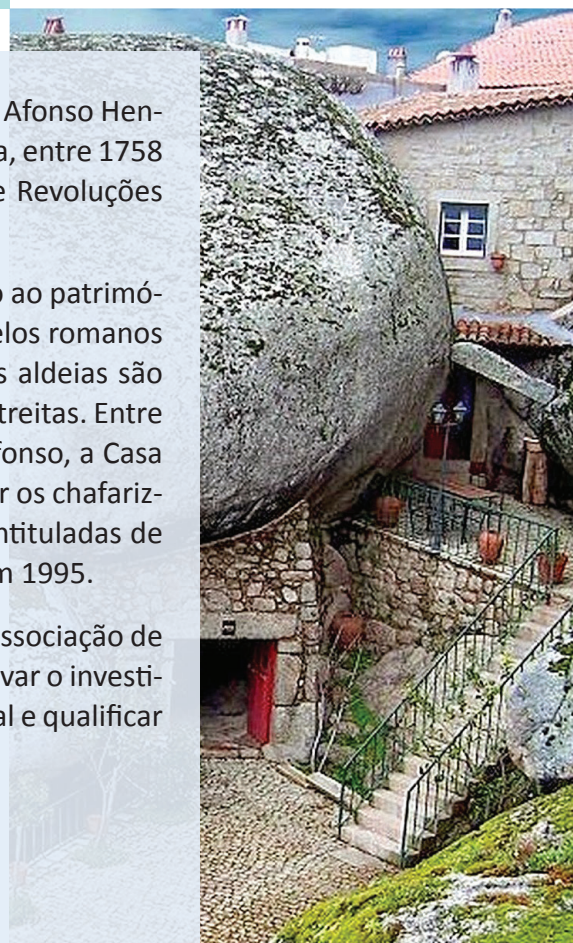 Afonso Hen-
a, entre 1758
e Revoluções
o ao patrimó-
elos romanos
s aldeias são
treitas. Entre
fonso, a Casa
r os chafariz-
ntituladas de
m 1995.
ssociação de
var o investi-
al e qualificar